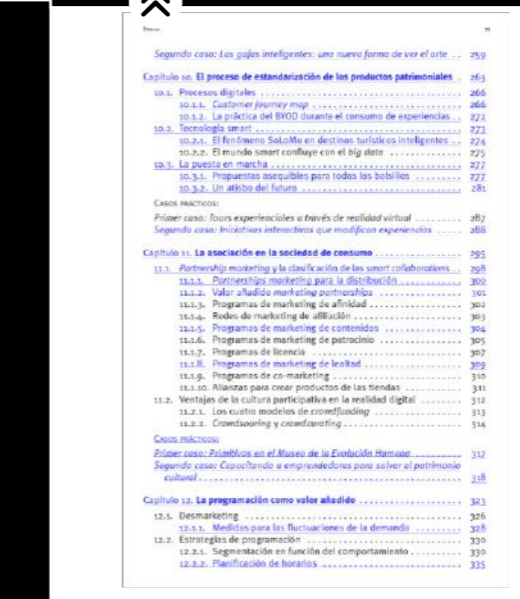 Segundo caso: Las gafas inteligentes: una nueva forma de ver el arte .. 259
Capítulo 10. El proceso de estandarización de los productos patrimoniales . 263
10.1. Procesos digitales .......... 266
10.1.1. Customer journey map .......... 266
10.1.2. La práctica del BYOD durante el consumo de experiencias .. 272
10.2. Tecnología smart .......... 273
10.2.1. El fenómeno SoLoMo en destinos turísticos inteligentes .. 274
10.2.2. El mundo smart confluye con el big data .......... 275
10.3. La puesta en marcha .......... 277
10.3.1. Propuestas asequibles para todos los bolsillos .......... 277
10.3.2. Un atisbo del futuro .......... 281
Casos prácticos:
Primer caso: Tours experienciales a través de realidad virtual .......... 287
Segundo caso: Iniciativas interactivas que modifican experiencias ..... 288
Capítulo 11. La asociación en la sociedad de consumo .......... 295
11.1. Partnership marketing y la clasificación de las smart collaborations .. 298
11.1.1. Partnerships marketing para la distribución .......... 300
11.1.2. Valor añadido marketing partnerships .......... 301
11.1.3. Programas de marketing de afinidad .......... 302
11.1.4. Redes de marketing de afiliación .......... 303
11.1.5. Programas de marketing de contenidos .......... 304
11.1.6. Programas de marketing de patrocinio .......... 305
11.1.7. Programas de licencia .......... 307
11.1.8. Programas de marketing de lealtad .......... 309
11.1.9. Programas de co-marketing .......... 310
11.1.10. Alianzas para crear productos de las tiendas .......... 311
11.2. Ventajas de la cultura participativa en la realidad digital .......... 312
11.2.1. Los cuatro modelos de crowdfunding .......... 313
11.2.2. Crowdsouring y crowdcurating .......... 314
Casos prácticos:
Primer caso: Primitivos en el Museo de la Evolución Humana .......... 317
Segundo caso: Capacitando a emprendedores para salvar el patrimonio
cultural .......... 318
Capítulo 12. La programación como valor añadido .......... 323
12.1. Desmarketing .......... 326
12.1.1. Medidas para las fluctuaciones de la demanda .......... 328
12.2. Estrategias de programación .......... 330
12.2.1. Segmentación en función del comportamiento .......... 330
12.2.2. Planificación de horarios .......... 335